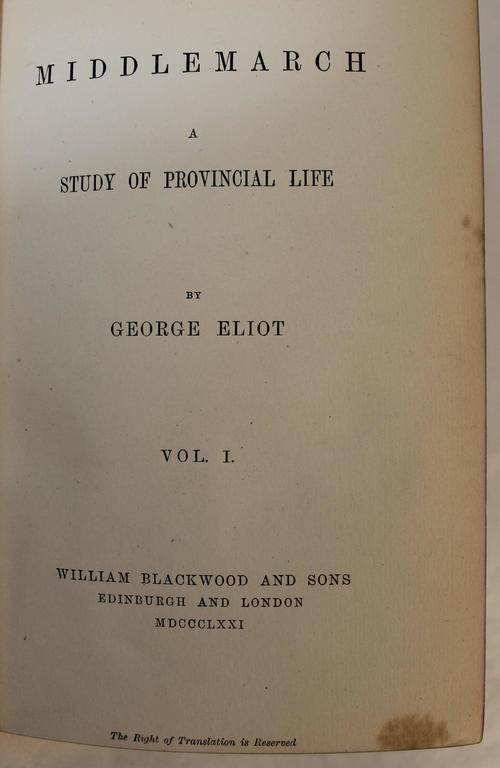 MIDDLEMARCH
A
STUDY OF PROVINCIAL LIFE
BY
GEORGE ELIOT
VOL. I.
WILLIAM BLACKWOOD AND SONS
EDINBURGH AND LONDON
MDCCCLXXI
The Right of Translation is Reserved